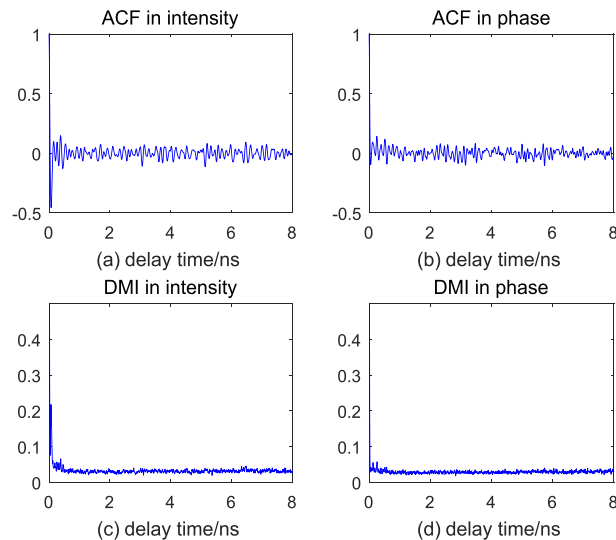 ACF in intensity
ACF in phase
1
0.5
0
-0.5
0 2 4 6 8
(a) delay time/ns
1
0.5
0
-0.5
0 2 4 6 8
(b) delay time/ns
DMI in intensity
DMI in phase
0.4
0.3
0.2
0.1
0
0 2 4 6 8
(c) delay time/ns
0.4
0.3
0.2
0.1
0
0 2 4 6 8
(d) delay time/ns